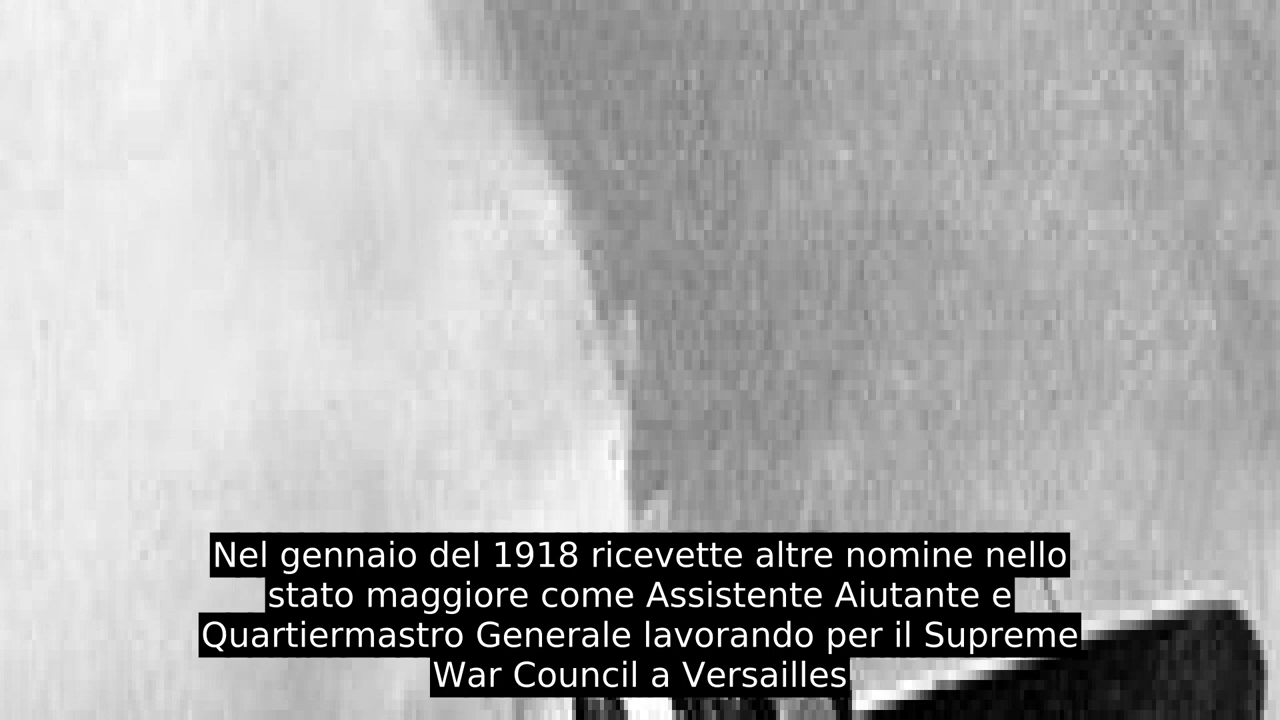 Nel gennaio del 1918 ricevette altre nomine nello
stato maggiore come Assistente Aiutante e
Quartiermastro Generale lavorando per il Supreme
War Council a Versailles